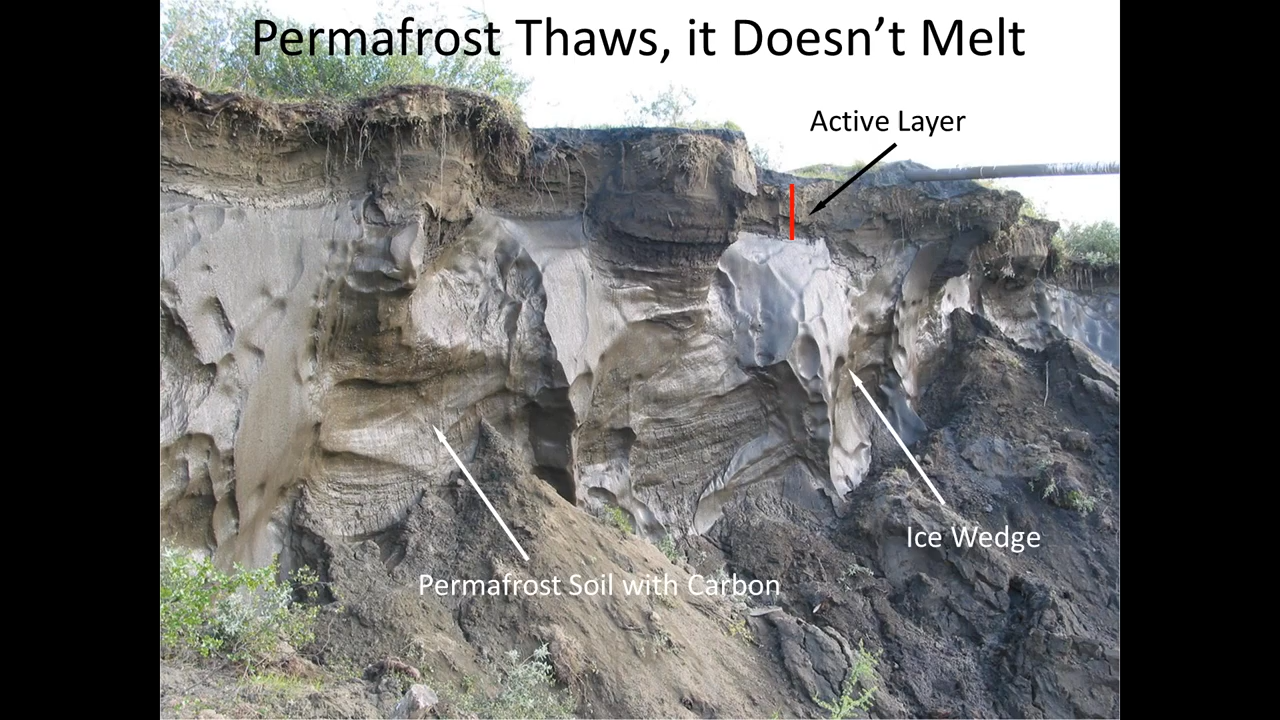 Permafrost Thaws, it Doesn’t Melt
Active Layer
Ice Wedge
Permafrost Soil with Carbon